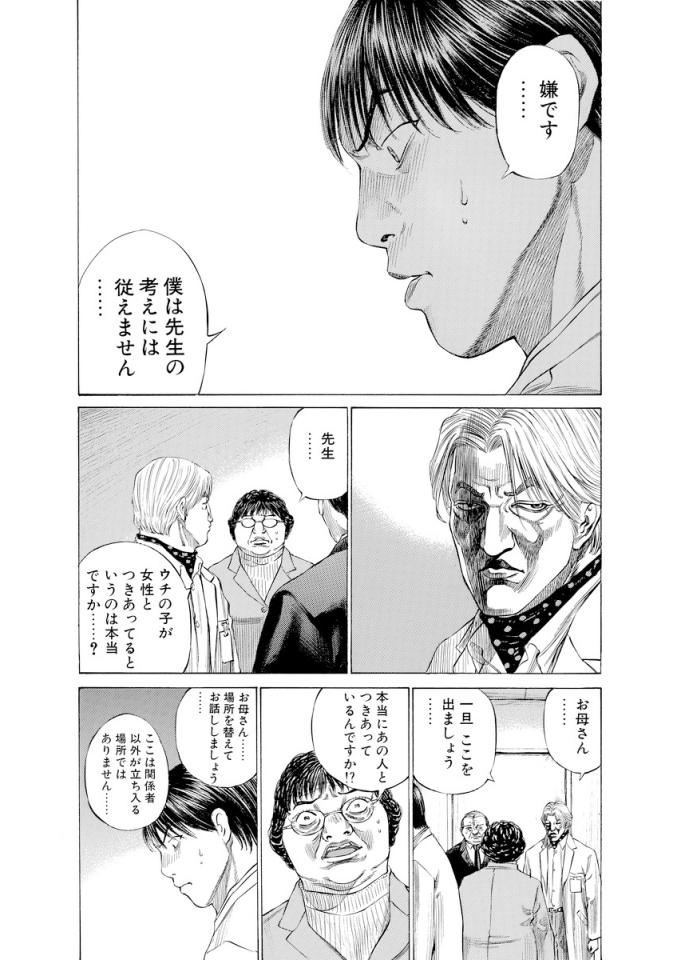 嫌です
……
僕は先生の
考えには
従えません
……
先生
……
ウチの子が
女性と
つきあってると
いうのは本当
ですか……？
お母さん
……
一旦 ここを
出ましょう
……
本当にあの人と
つきあって
いるんですか!?
お母さん……
場所を替えて
お話ししましょう
……
ここは関係者
以外が立ち入る
場所では
ありません……